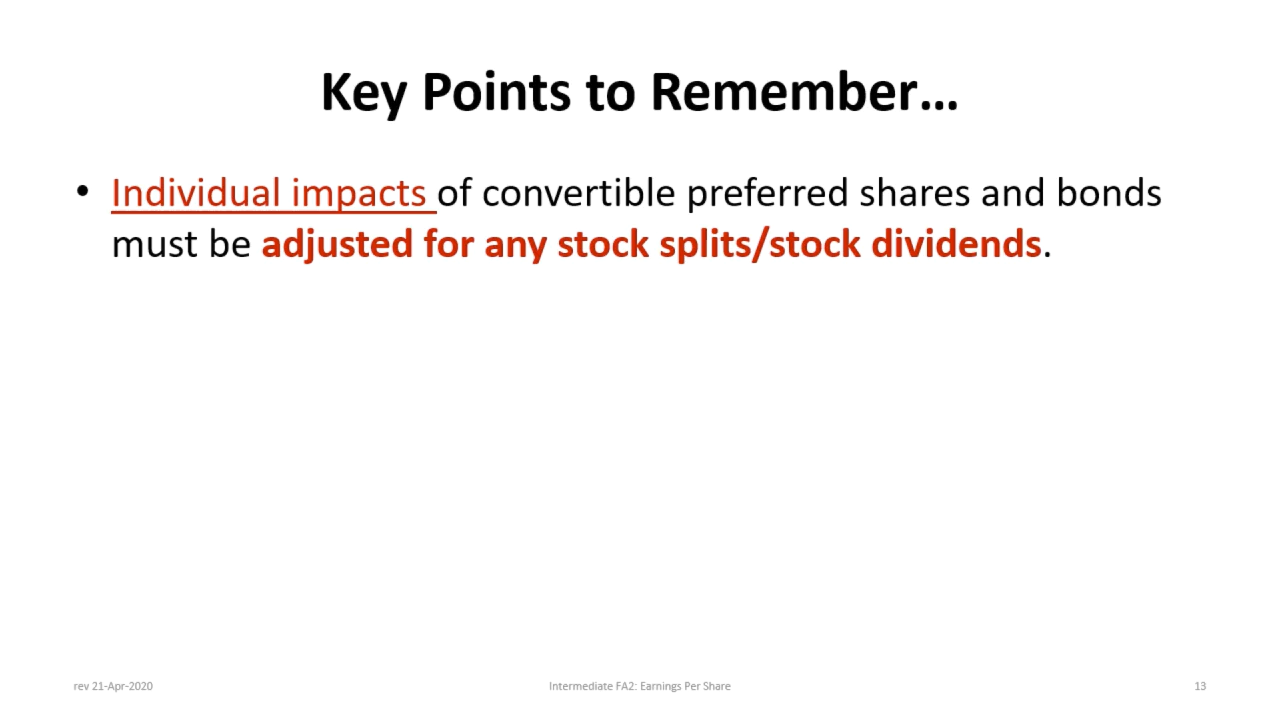 Key Points to Remember…
• Individual impacts of convertible preferred shares and bonds
must be adjusted for any stock splits/stock dividends.
rev 21-Apr-2020
Intermediate FA2: Earnings Per Share
13